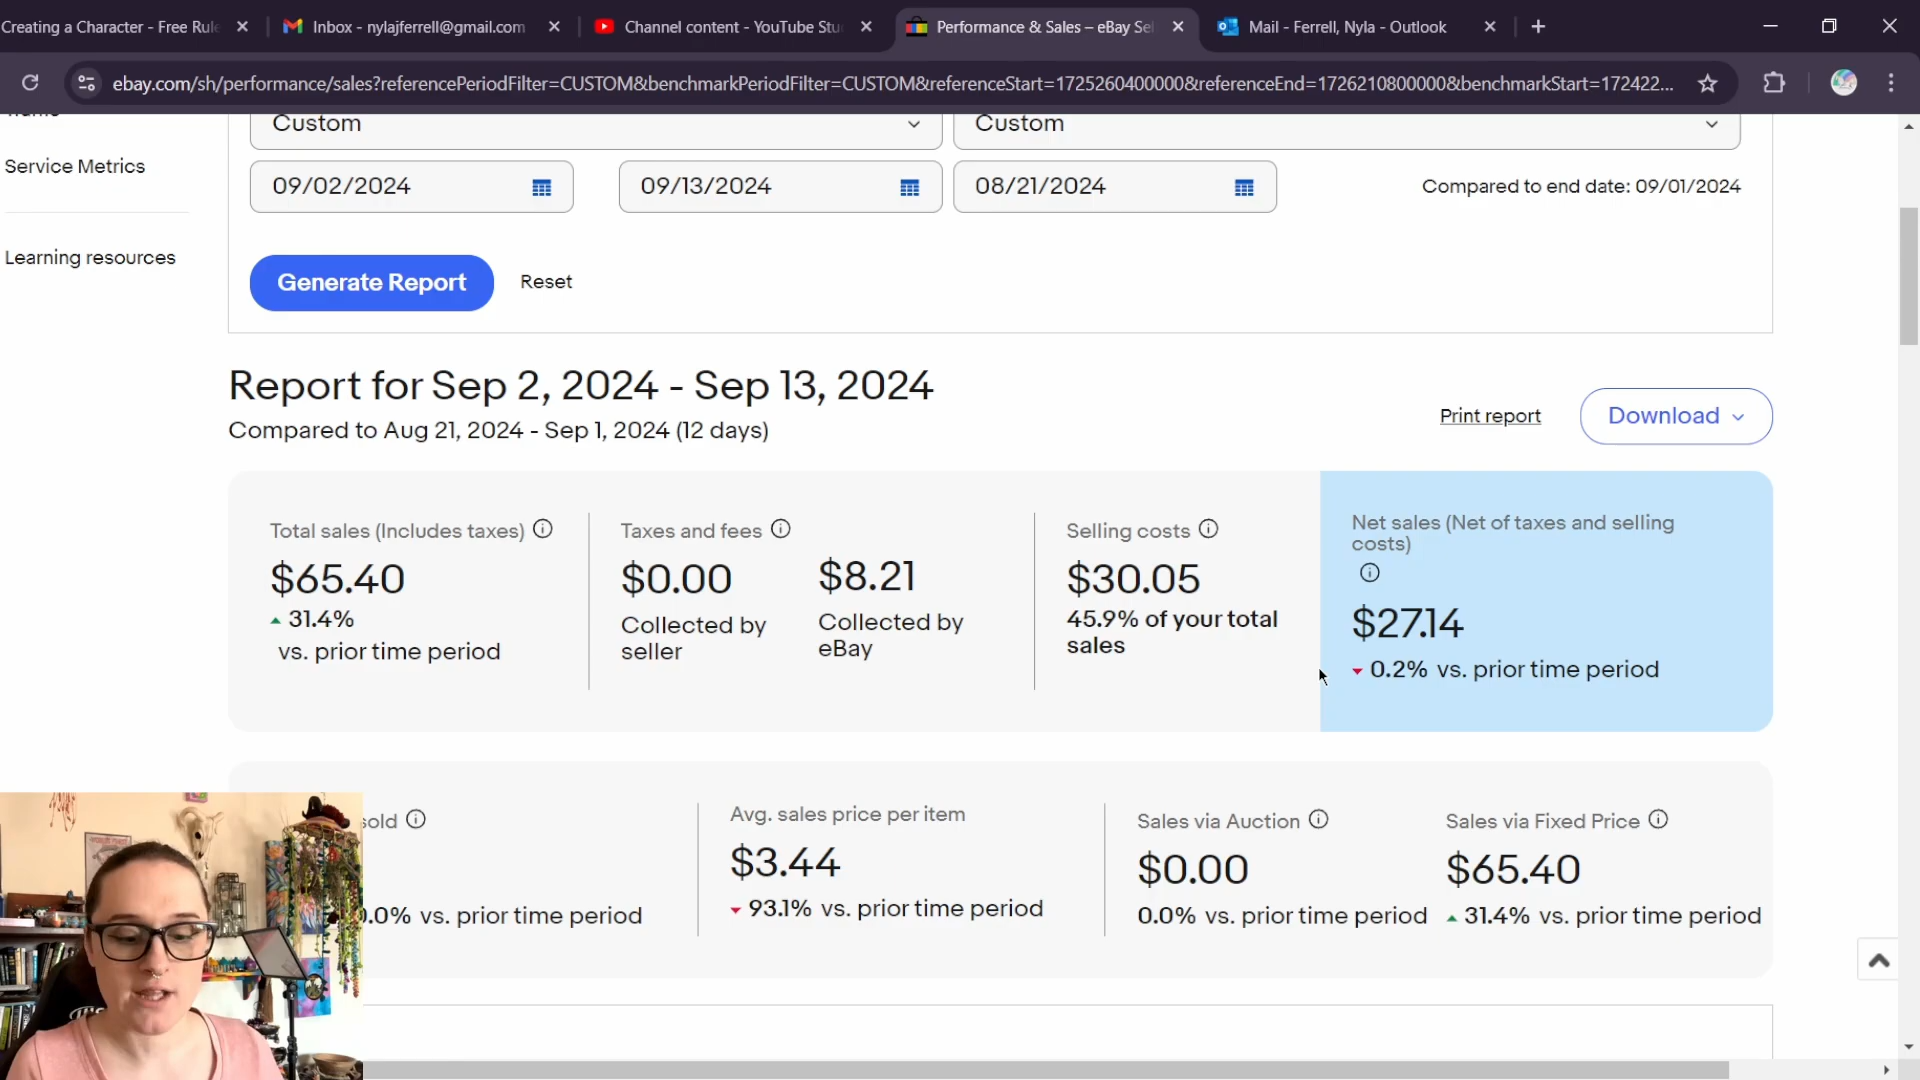 Creating a Character - Free Rule
Inbox - nylajferrell@gmail.com
Channel content - YouTube Stu
Performance & Sales – eBay Sel
Mail - Ferrell, Nyla - Outlook
ebay.com/sh/performance/sales?referencePeriodFilter=CUSTOM&benchmarkPeriodFilter=CUSTOM&referenceStart=1725260400000&referenceEnd=1726210800000&benchmarkStart=172422...
Service Metrics
Learning resources
Custom
Custom
09/02/2024
09/13/2024
08/21/2024
Compared to end date: 09/01/2024
Generate Report
Reset
Report for Sep 2, 2024 - Sep 13, 2024
Compared to Aug 21, 2024 - Sep 1, 2024 (12 days)
Print report
Download
Total sales (Includes taxes)
$65.40
31.4%
vs. prior time period
Taxes and fees
$0.00
Collected by
seller
$8.21
Collected by
eBay
Selling costs
$30.05
45.9% of your total
sales
Net sales (Net of taxes and selling
costs)
$27.14
0.2% vs. prior time period
sold
0.0% vs. prior time period
Avg. sales price per item
$3.44
93.1% vs. prior time period
Sales via Auction
$0.00
0.0% vs. prior time period
Sales via Fixed Price
$65.40
31.4% vs. prior time period